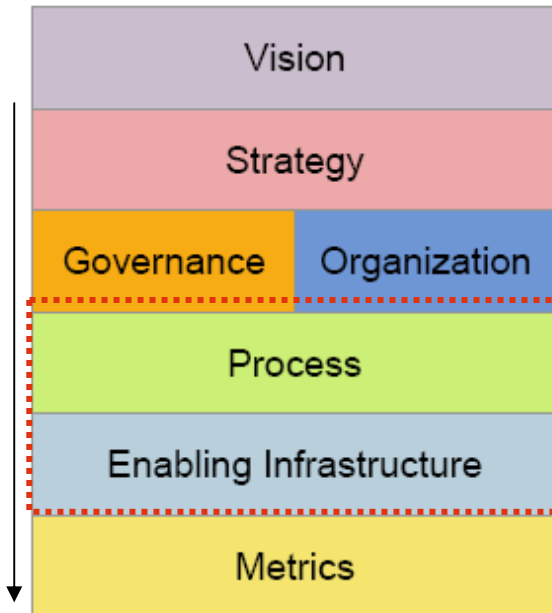 Vision
Strategy
Governance Organization
Process
Enabling Infrastructure
Metrics